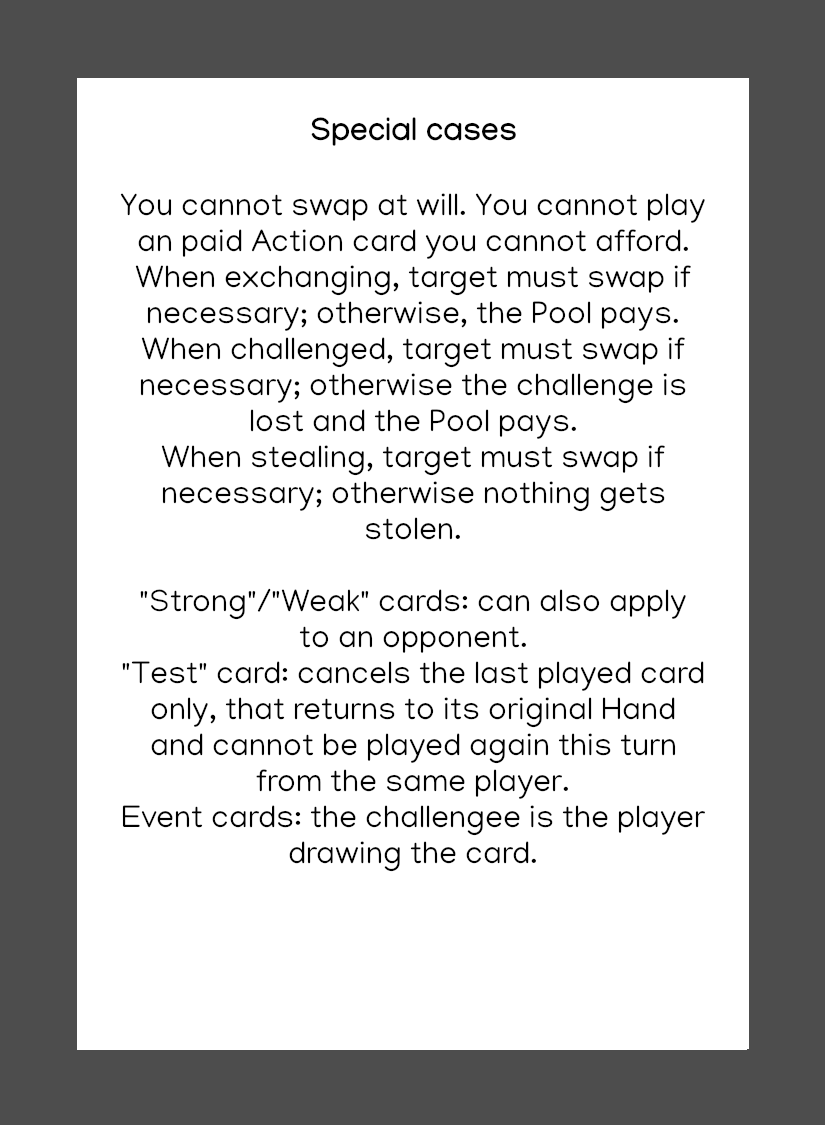 Special cases
You cannot swap at will. You cannot play
an paid Action card you cannot afford.
When exchanging, target must swap if
necessary; otherwise, the Pool pays.
When challenged, target must swap if
necessary; otherwise the challenge is
lost and the Pool pays.
When stealing, target must swap if
necessary; otherwise nothing gets
stolen.
"Strong"/"Weak" cards: can also apply
to an opponent.
"Test" card: cancels the last played card
only, that returns to its original Hand
and cannot be played again this turn
from the same player.
Event cards: the challengee is the player
drawing the card.